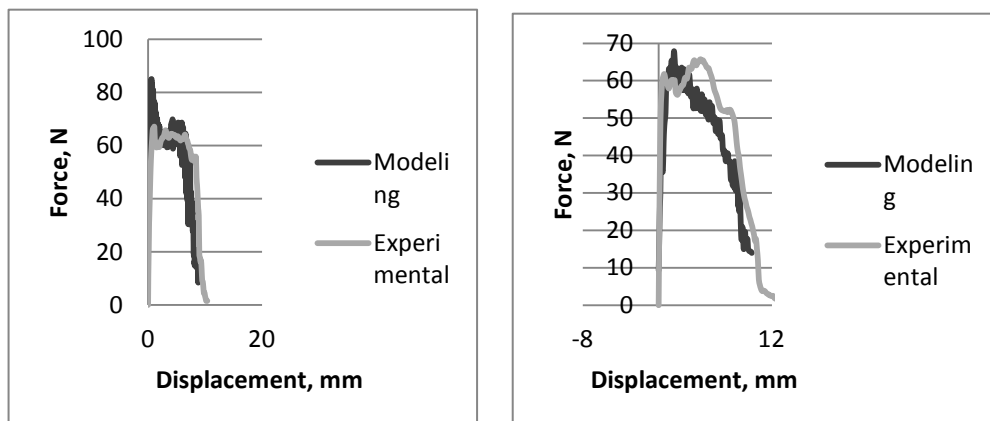 100
80
60
40
20
0
Force, N
0 20
Displacement, mm
Modeli
ng
Experi
mental
70
60
50
40
30
20
10
0
Force, N
-8 12
Displacement, mm
Modelin
g
Experim
ental